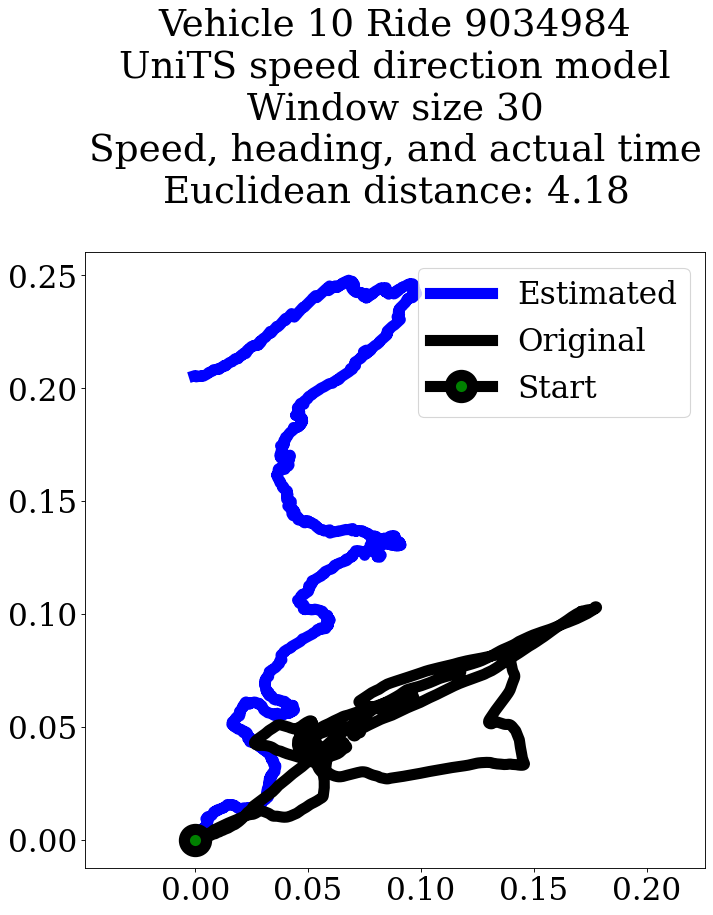 Vehicle 10 Ride 9034984
UniTS speed direction model
Window size 30
Speed, heading, and actual time
Euclidean distance: 4.18
0.25
0.20
0.15
0.10
0.05
0.00
Estimated
Original
Start
0.00 0.05 0.10 0.15 0.20